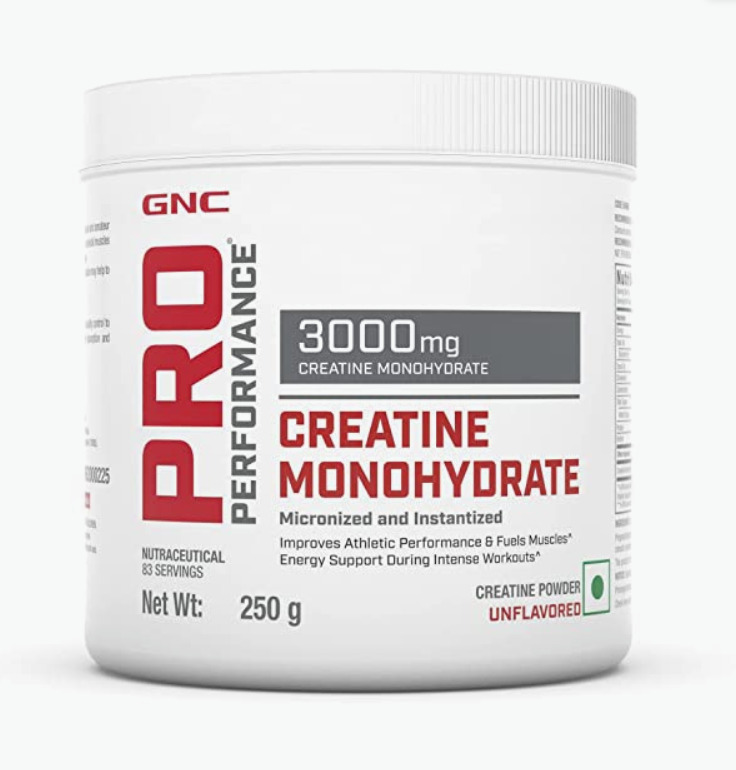 GNC
PRO
PERFORMANCE®
3000mg
CREATINE MONOHYDRATE
CREATINE
MONOHYDRATE
Micronized and Instantized
Improves Athletic Performance & Fuels Muscles^
Energy Support During Intense Workouts^
NUTRACEUTICAL
83 SERVINGS
Net Wt: 250 g
CREATINE POWDER
UNFLAVORED